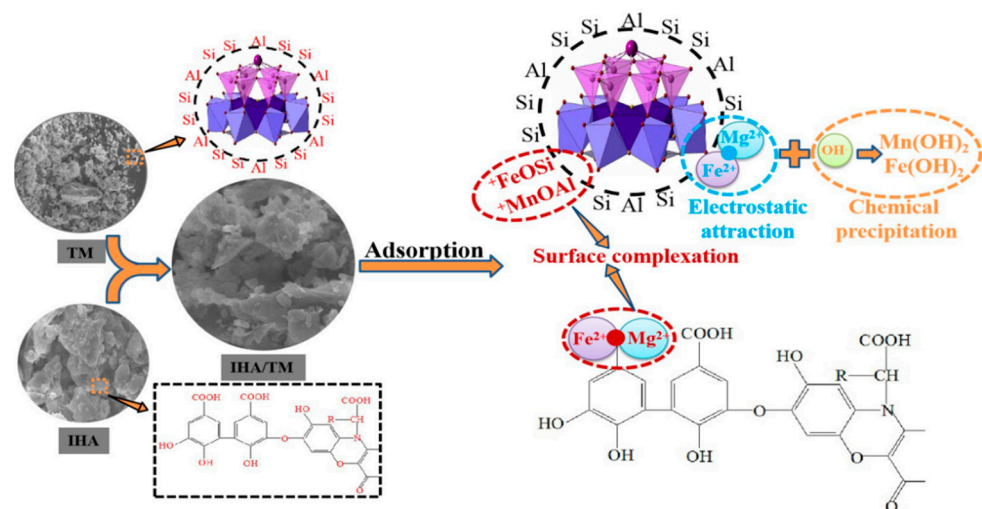 Si
Si
Al
Si
Si
Si
Al
Al
Si
Si
Si
Si
Al
Si
Al
Si
TM
IHA
IHA/TM
COOH
COOH
HO
OH
OH
HO
O
COOH
R
CH
N
O
O
Adsorption
Si
Al
Si
Si
Si
Al
Al
Si
Si
Si
Si
Si
Al
Si
+FeOSi
+MnOAl
Mg2+
Fe2+
OH-
Mn(OH)2
Fe(OH)2
Electrostatic
attraction
Chemical
precipitation
Surface complexation
Fe2+
Mg2+
COOH
HO
OH
OH
O
HO
COOH
R
CH
N
O
O